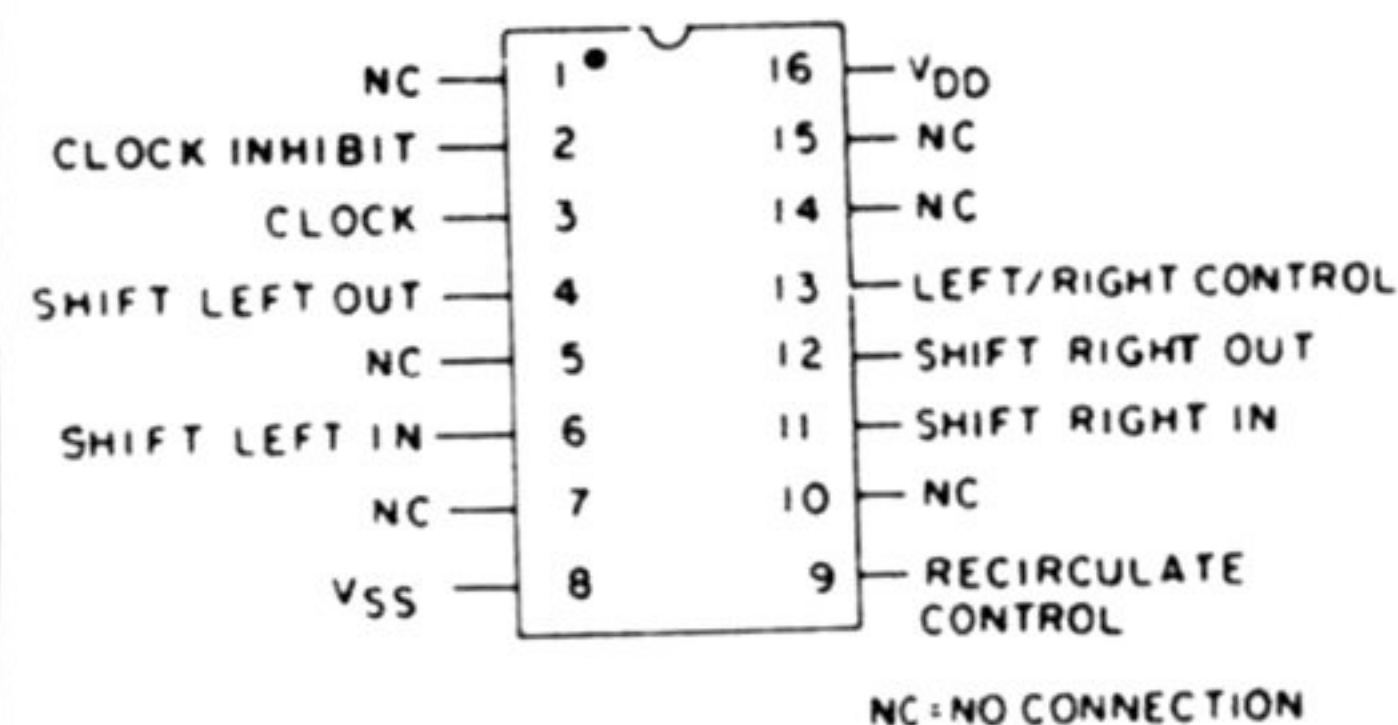 NC 1 16 VDD
CLOCK INHIBIT 2 15 NC
CLOCK 3 14 NC
SHIFT LEFT OUT 4 13 LEFT/RIGHT CONTROL
NC 5 12 SHIFT RIGHT OUT
SHIFT LEFT IN 6 11 SHIFT RIGHT IN
NC 7 10 NC
VSS 8 9 RECIRCULATE
CONTROL
NC=NO CONNECTION